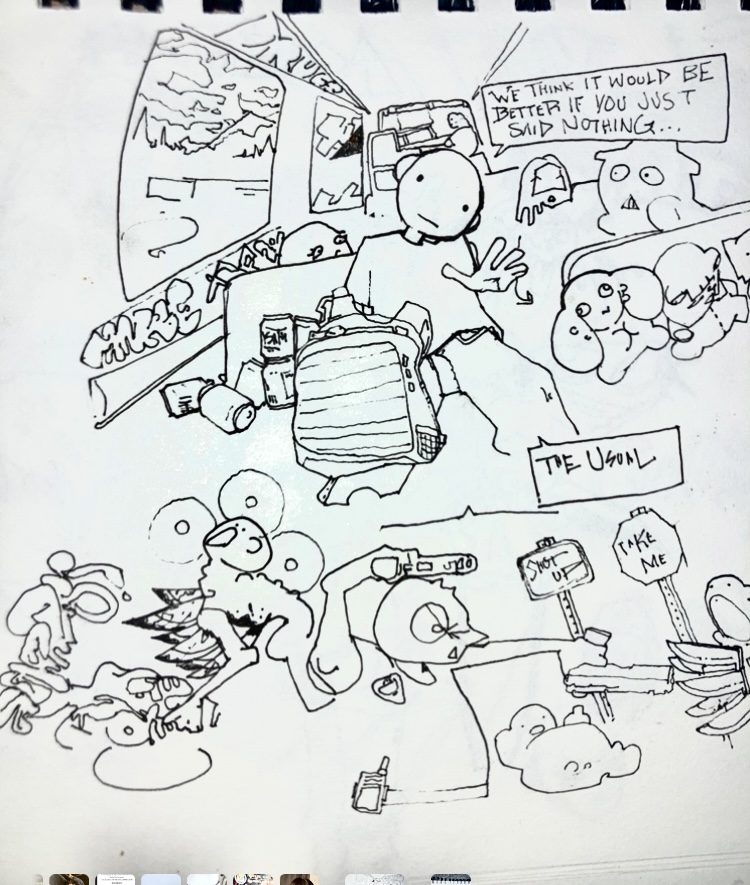 WE THINK IT WOULD BE
BETTER IF YOU JUST
SAID NOTHING...
THE USUAL
SHUT
UP
TAKE
ME